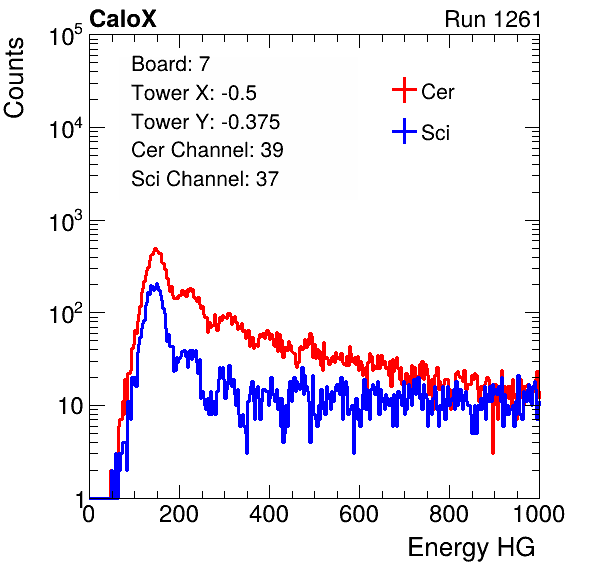 CaloX Run 1261
Counts
Board: 7
Tower X: -0.5
Tower Y: -0.375
Cer Channel: 39
Sci Channel: 37
Cer
Sci
10^5
10^4
10^3
10^2
10
1
0 200 400 600 800 1000
Energy HG